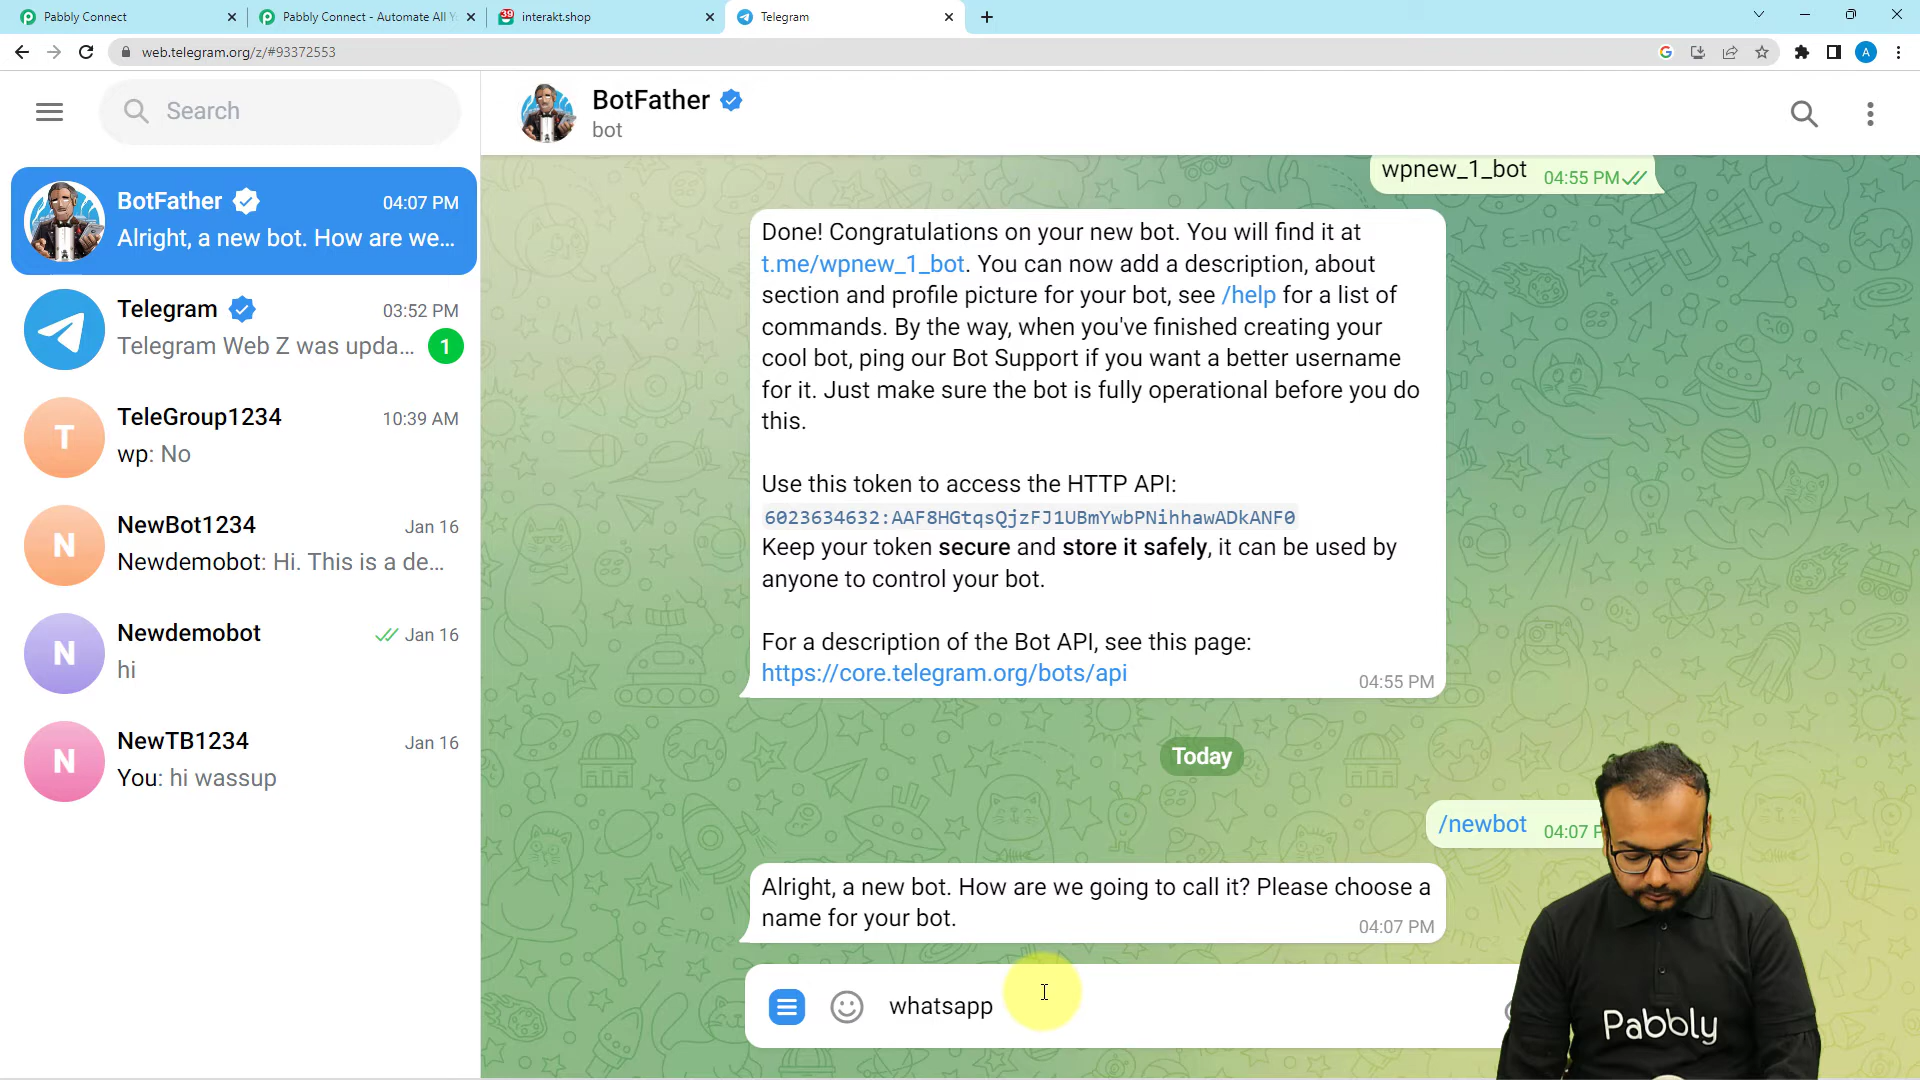 Pabbly Connect
Pabbly Connect - Automate All Y
39
interakt.shop
Telegram
web.telegram.org/z/#93372553
A
Search
BotFather
bot
BotFather
04:07 PM
Alright, a new bot. How are we...
Telegram
03:52 PM
Telegram Web Z was upda...
1
T
TeleGroup1234
10:39 AM
wp: No
N
NewBot1234
Jan 16
Newdemobot: Hi. This is a de...
N
Newdemobot
Jan 16
hi
N
NewTB1234
Jan 16
You: hi wassup
wpnew_1_bot
04:55 PM
Done! Congratulations on your new bot. You will find it at
t.me/wpnew_1_bot. You can now add a description, about
section and profile picture for your bot, see /help for a list of
commands. By the way, when you've finished creating your
cool bot, ping our Bot Support if you want a better username
for it. Just make sure the bot is fully operational before you do
this.
Use this token to access the HTTP API:
6023634632:AAF8HGtqsQjzFJ1UBmYwbPNihhawADkANF0
Keep your token secure and store it safely, it can be used by
anyone to control your bot.
For a description of the Bot API, see this page:
https://core.telegram.org/bots/api
04:55 PM
Today
/newbot
04:07 P
Alright, a new bot. How are we going to call it? Please choose a
name for your bot.
04:07 PM
whatsapp
Pabbly